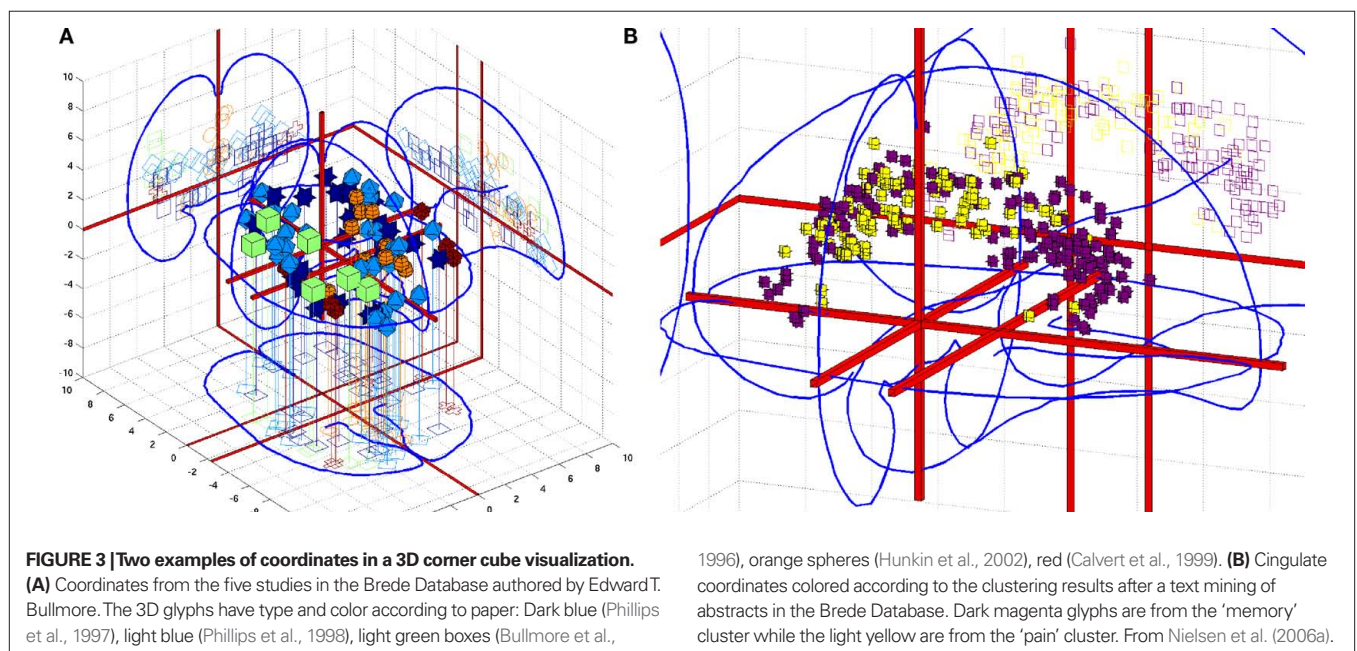 A
B
10
8
6
4
2
0
-2
-4
-6
-8
-10
10
8
6
4
2
0
-2
-4
-6
-8
0
2
4
6
8
10
FIGURE 3 | Two examples of coordinates in a 3D corner cube visualization.
(A) Coordinates from the five studies in the Brede Database authored by Edward T.
Bullmore. The 3D glyphs have type and color according to paper: Dark blue (Phillips
et al., 1997), light blue (Phillips et al., 1998), light green boxes (Bullmore et al.,
1996), orange spheres (Hunkin et al., 2002), red (Calvert et al., 1999). (B) Cingulate
coordinates colored according to the clustering results after a text mining of
abstracts in the Brede Database. Dark magenta glyphs are from the ‘memory’
cluster while the light yellow are from the ‘pain’ cluster. From Nielsen et al. (2006a).